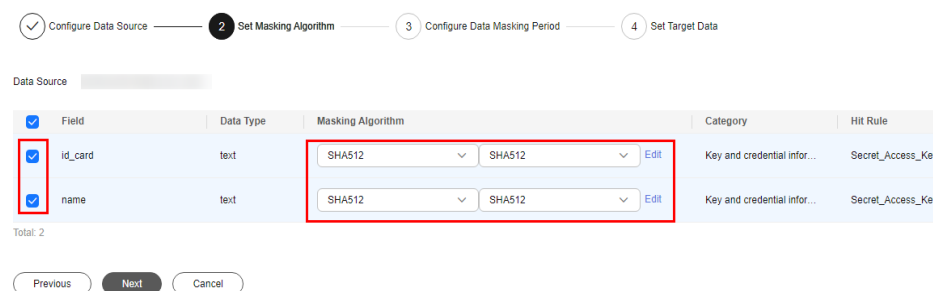 Configure Data Source 2 Set Masking Algorithm 3 Configure Data Masking Period 4 Set Target Data
Data Source
Field Data Type Masking Algorithm Category Hit Rule
id_card text SHA512 SHA512 Edit Key and credential infor... Secret_Access_Ke
name text SHA512 SHA512 Edit Key and credential infor... Secret_Access_Ke
Total: 2
Previous Next Cancel